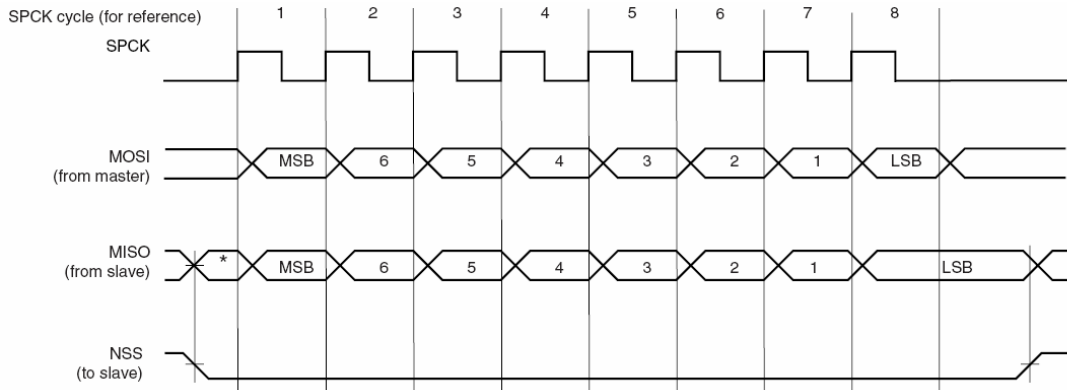 SPCK cycle (for reference) 1 2 3 4 5 6 7 8
SPCK
MOSI
(from master)
MSB 6 5 4 3 2 1 LSB
MISO
(from slave)
* MSB 6 5 4 3 2 1 LSB
NSS
(to slave)